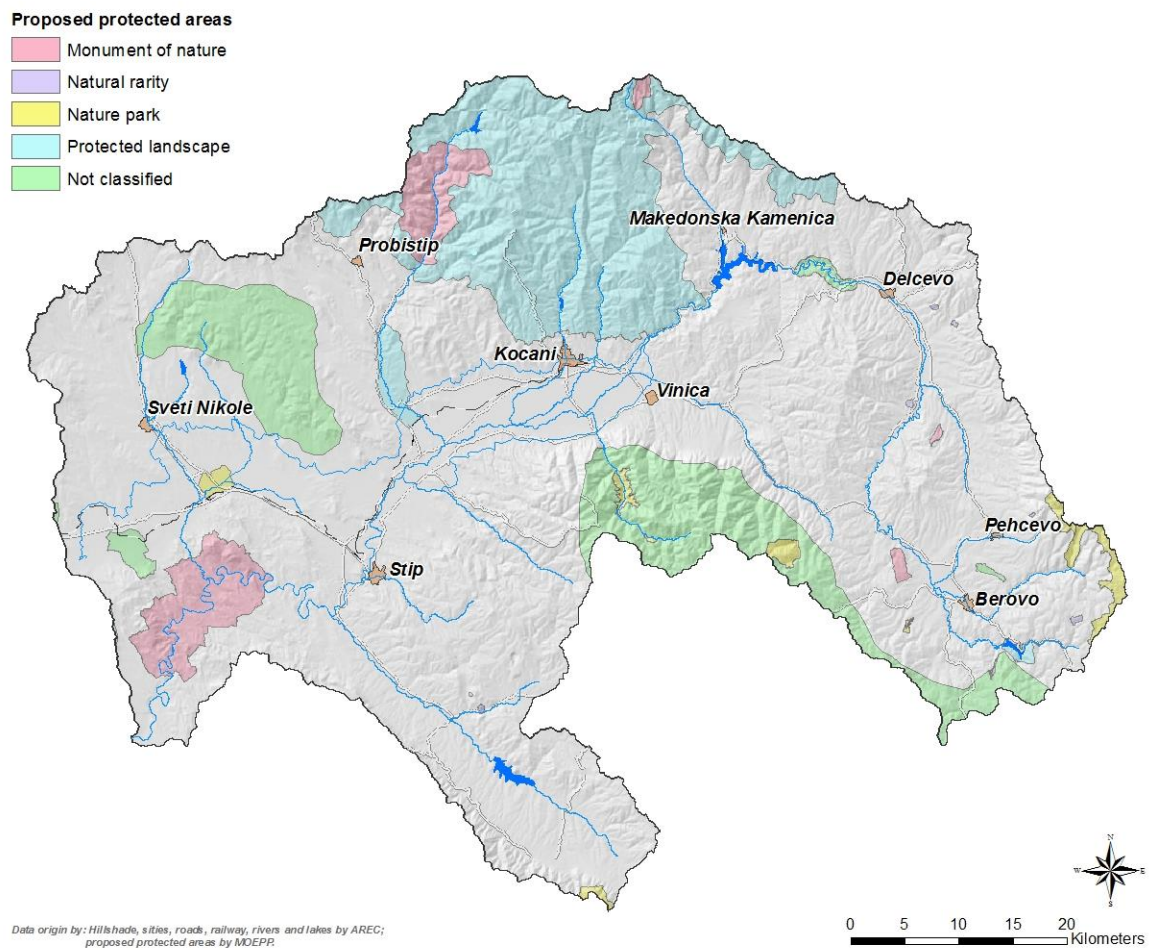 Proposed protected areas
Monument of nature
Natural rarity
Nature park
Protected landscape
Not classified
Makedonska Kamenica
Probistip
Delcevo
Kocani
Vinica
Sveti Nikole
Pehcevo
Stip
Berovo
N
W E
S
0 5 10 15 20
Kilometers
Data origin by: Hillshade, sities, roads, railway, rivers and lakes by AREC;
proposed protected areas by MOEPP.